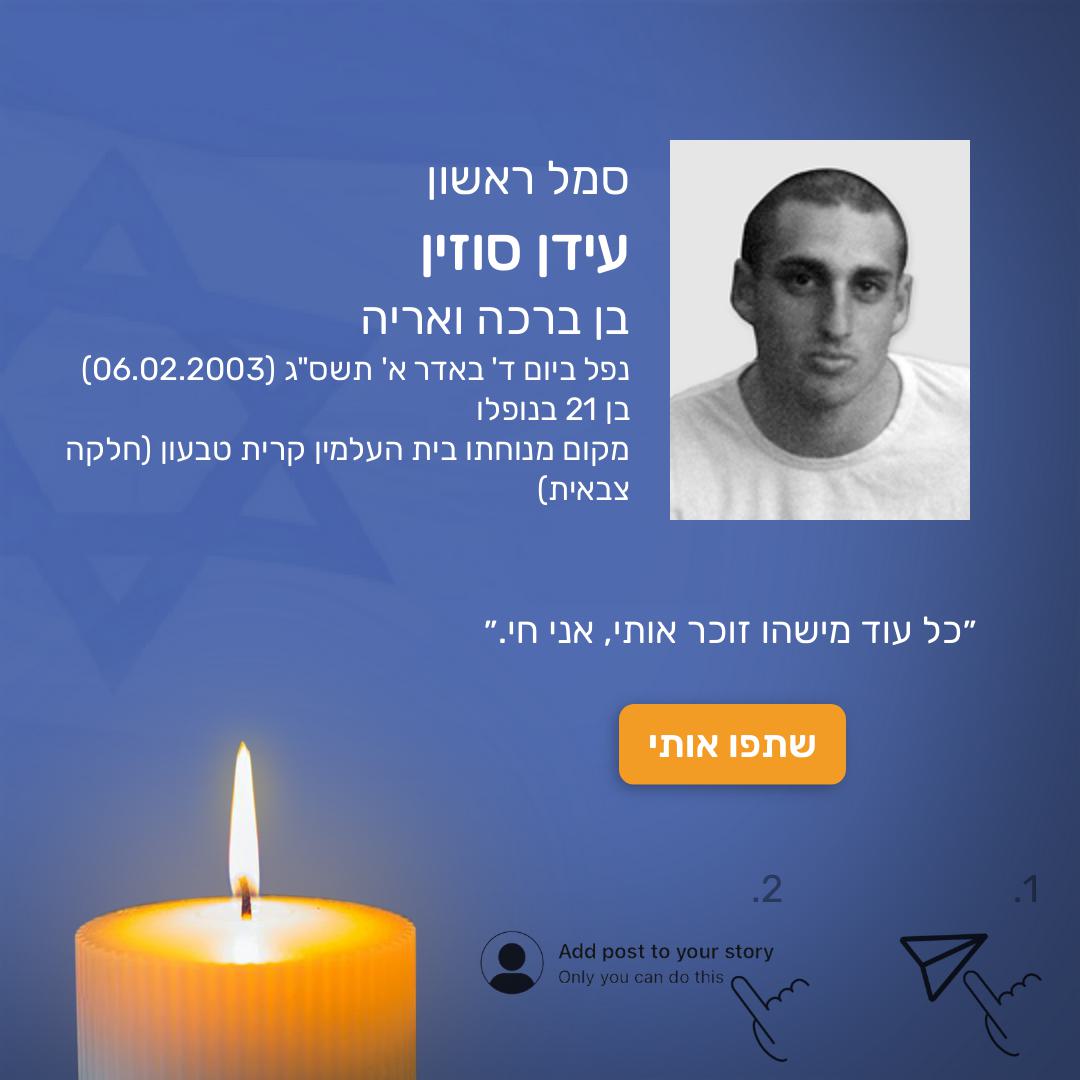 סמל ראשון
עידן סוזין
בן ברכה ואריה
נפל ביום ד' באדר א' תשס"ג (06.02.2003)
בן 21 בנופלו
מקום מנוחתו בית העלמין קרית טבעון (חלקה
צבאית)
״כל עוד מישהו זוכר אותי, אני חי.״
שתפו אותי
1.
2.
Add post to your story
Only you can do this